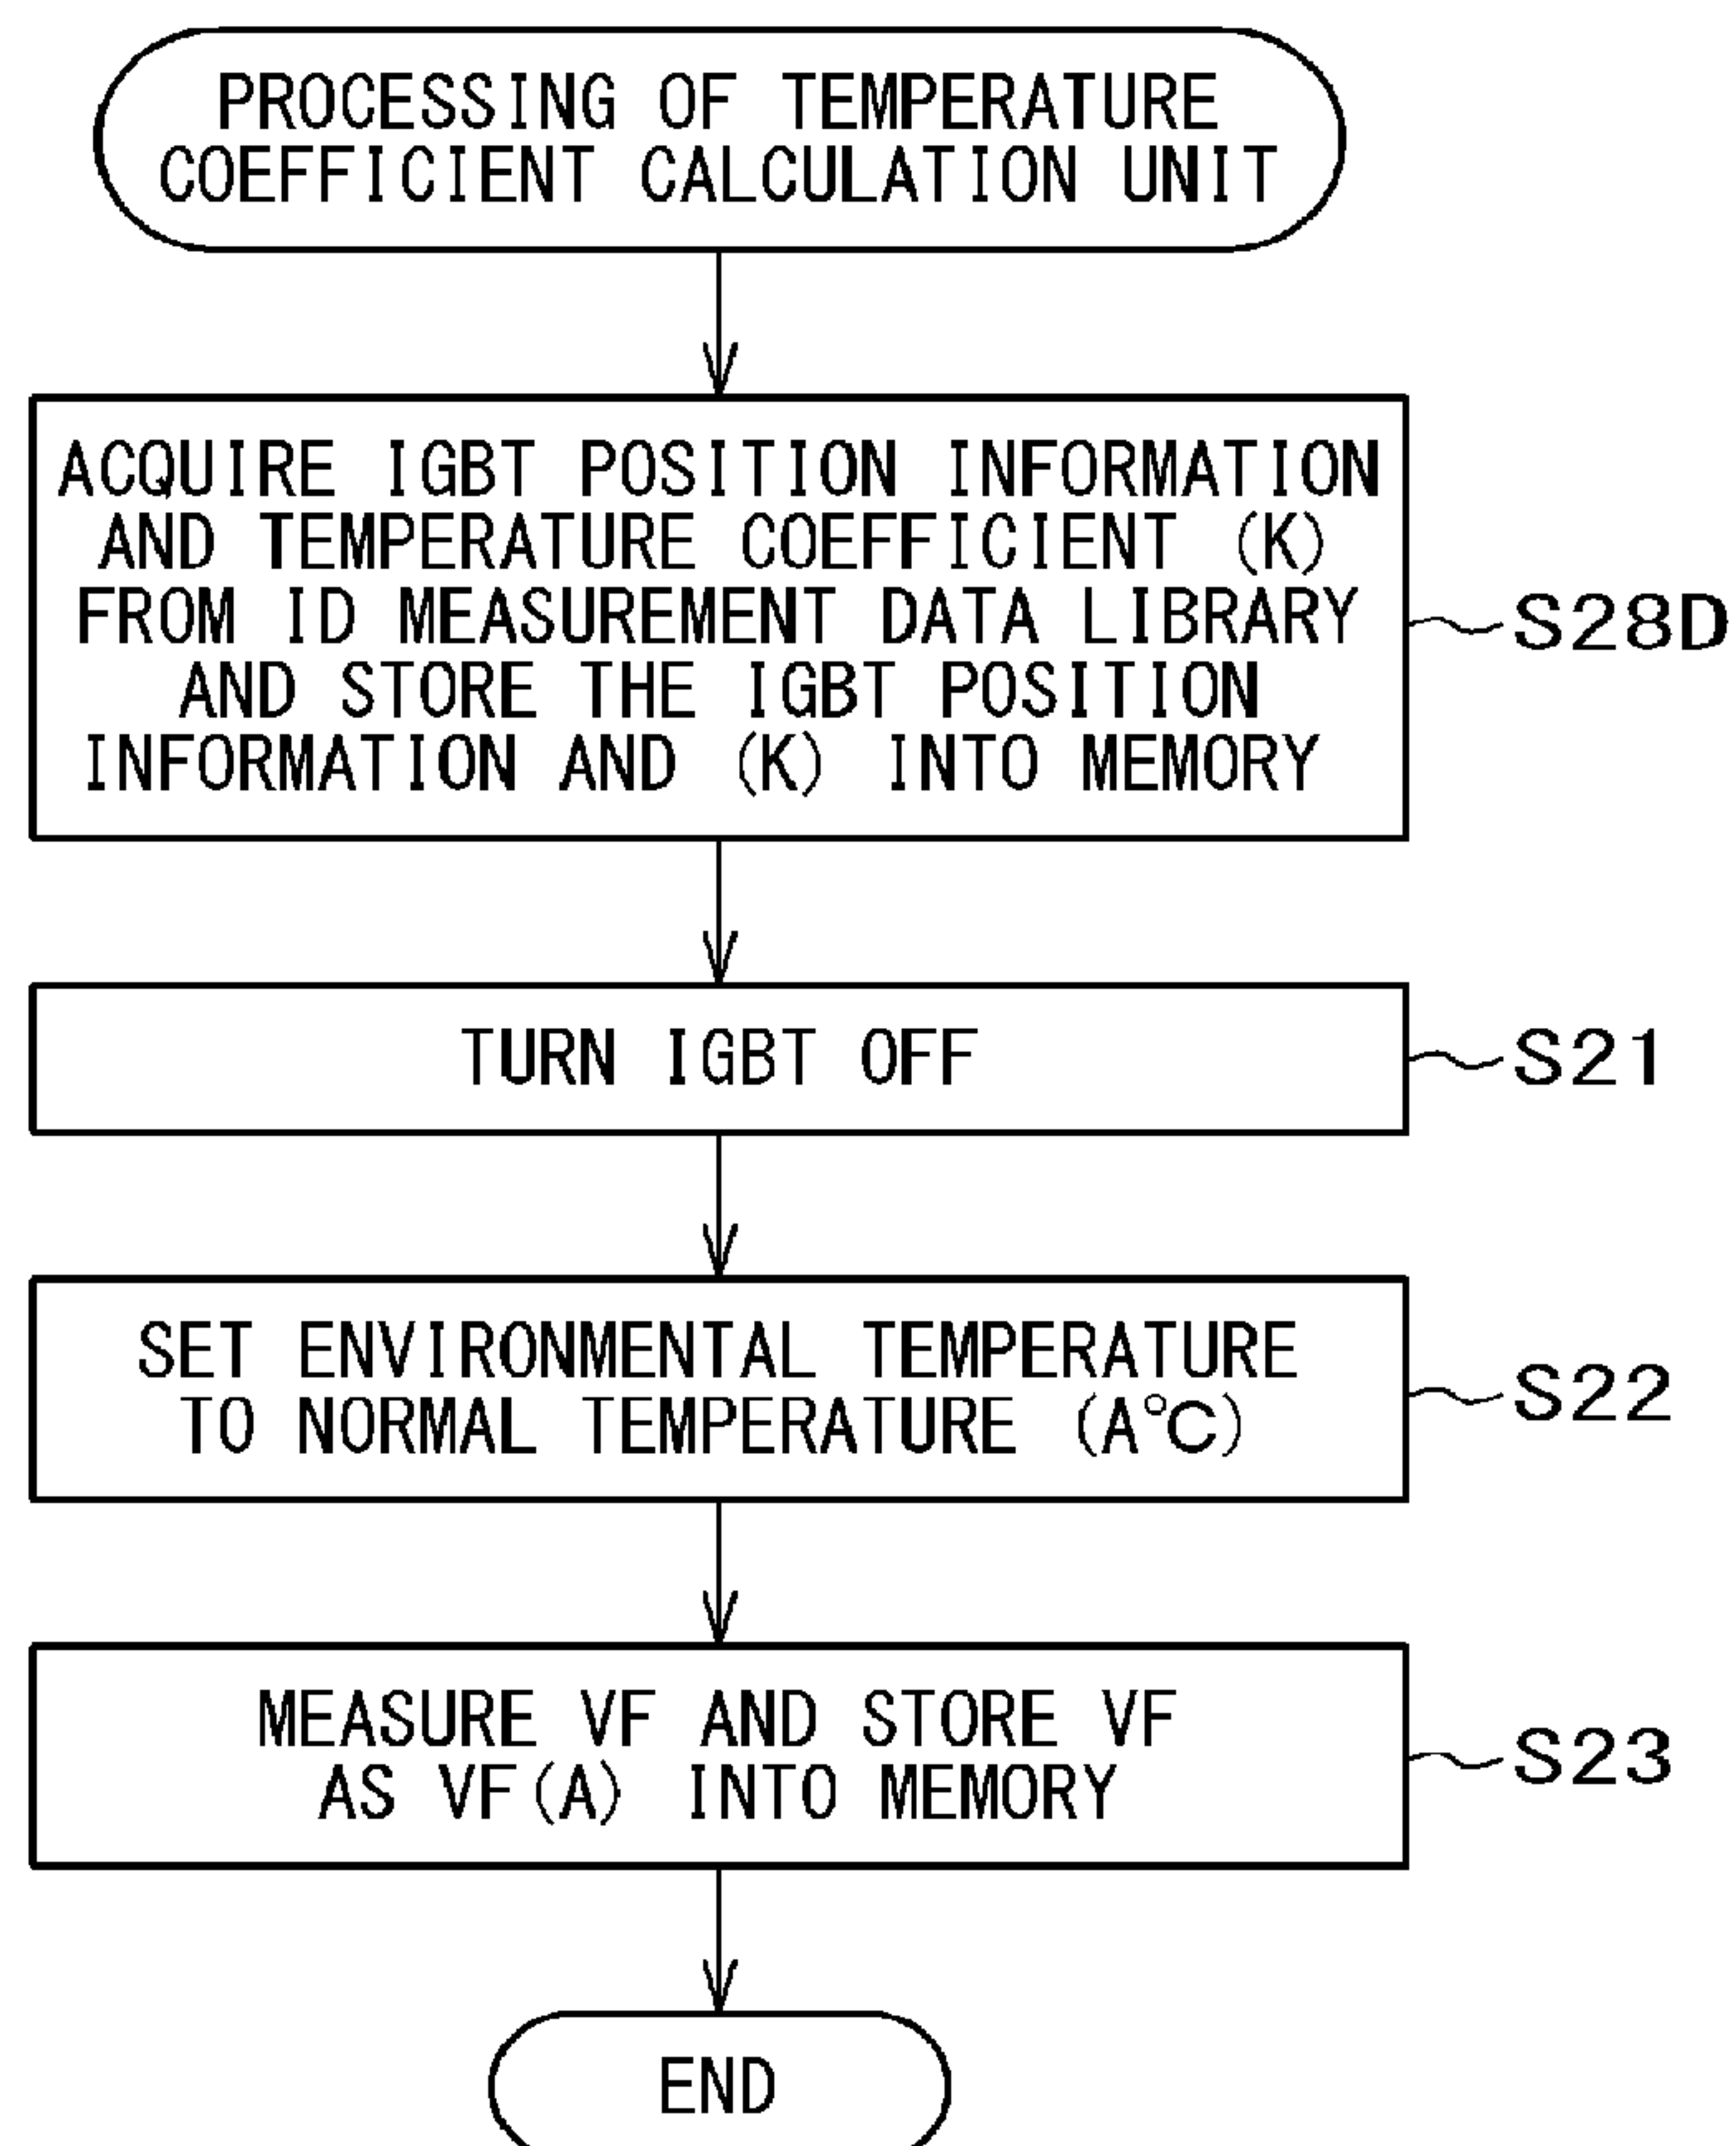 PROCESSING OF TEMPERATURE
COEFFICIENT CALCULATION UNIT
ACQUIRE IGBT POSITION INFORMATION
AND TEMPERATURE COEFFICIENT (K)
FROM ID MEASUREMENT DATA LIBRARY
AND STORE THE IGBT POSITION
INFORMATION AND (K) INTO MEMORY
S28D
TURN IGBT OFF
S21
SET ENVIRONMENTAL TEMPERATURE
TO NORMAL TEMPERATURE (A℃)
S22
MEASURE VF AND STORE VF
AS VF(A) INTO MEMORY
S23
END